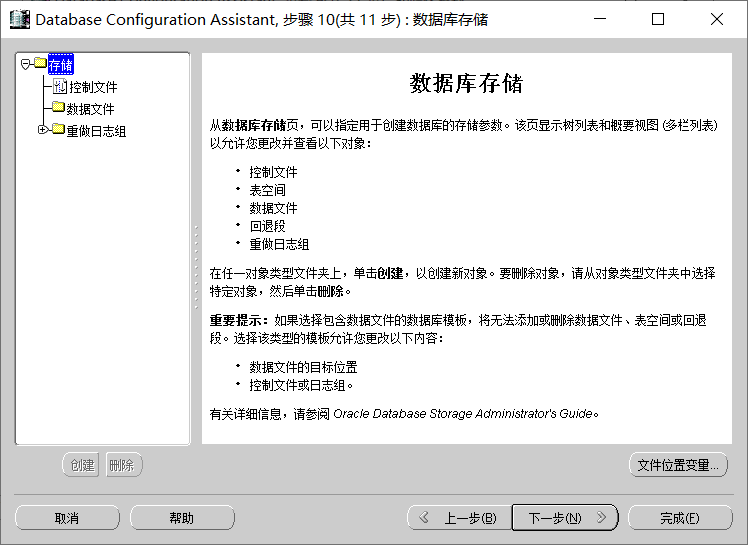 Database Configuration Assistant, 步骤 10(共 11 步) : 数据库存储
存储
控制文件
数据文件
重做日志组
数据库存储
从数据库存储页，可以指定用于创建数据库的存储参数。该页显示树列表和概要视图 (多栏列表)
以允许您更改并查看以下对象：
• 控制文件
• 表空间
• 数据文件
• 回退段
• 重做日志组
在任一对象类型文件夹上，单击创建，以创建新对象。要删除对象，请从对象类型文件夹中选择
特定对象，然后单击删除。
重要提示：如果选择包含数据文件的数据库模板，将无法添加或删除数据文件、表空间或回退
段。选择该类型的模板允许您更改以下内容：
• 数据文件的目标位置
• 控制文件或日志组。
有关详细信息，请参阅 Oracle Database Storage Administrator's Guide。
创建 删除 文件位置变量...
取消 帮助 上一步(B) 下一步(N) 完成(F)